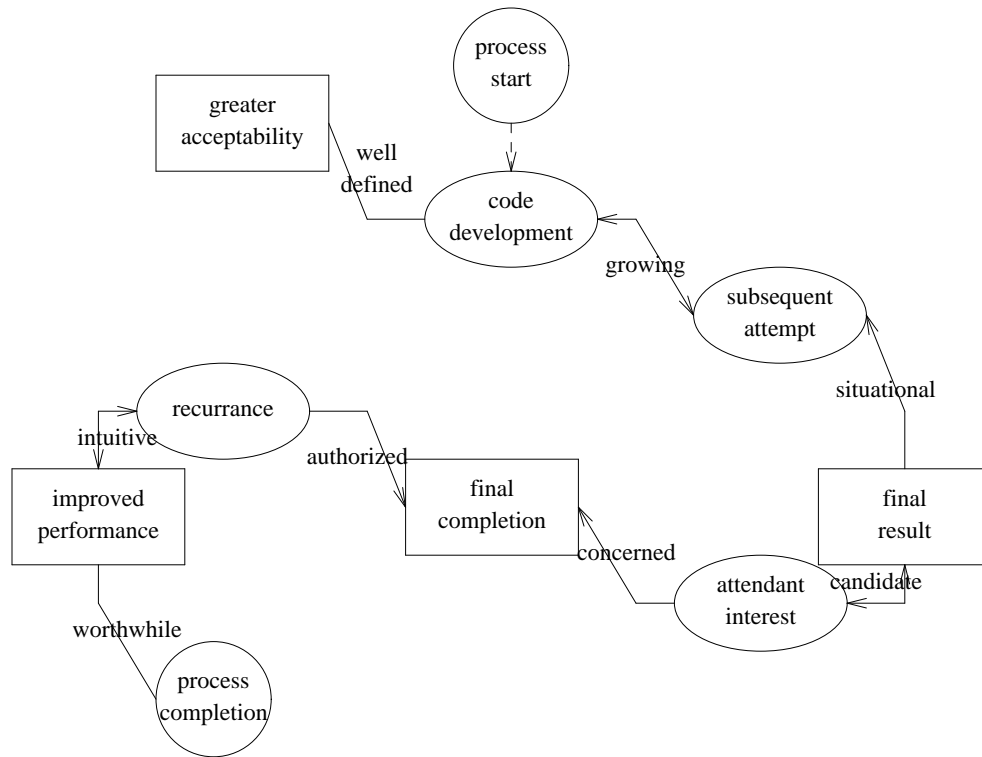 process
start
greater
acceptability
well
defined
code
development
growing
subsequent
attempt
situational
recurrance
intuitive
authorized
improved
performance
final
completion
final
result
concerned
candidate
attendant
interest
worthwhile
process
completion